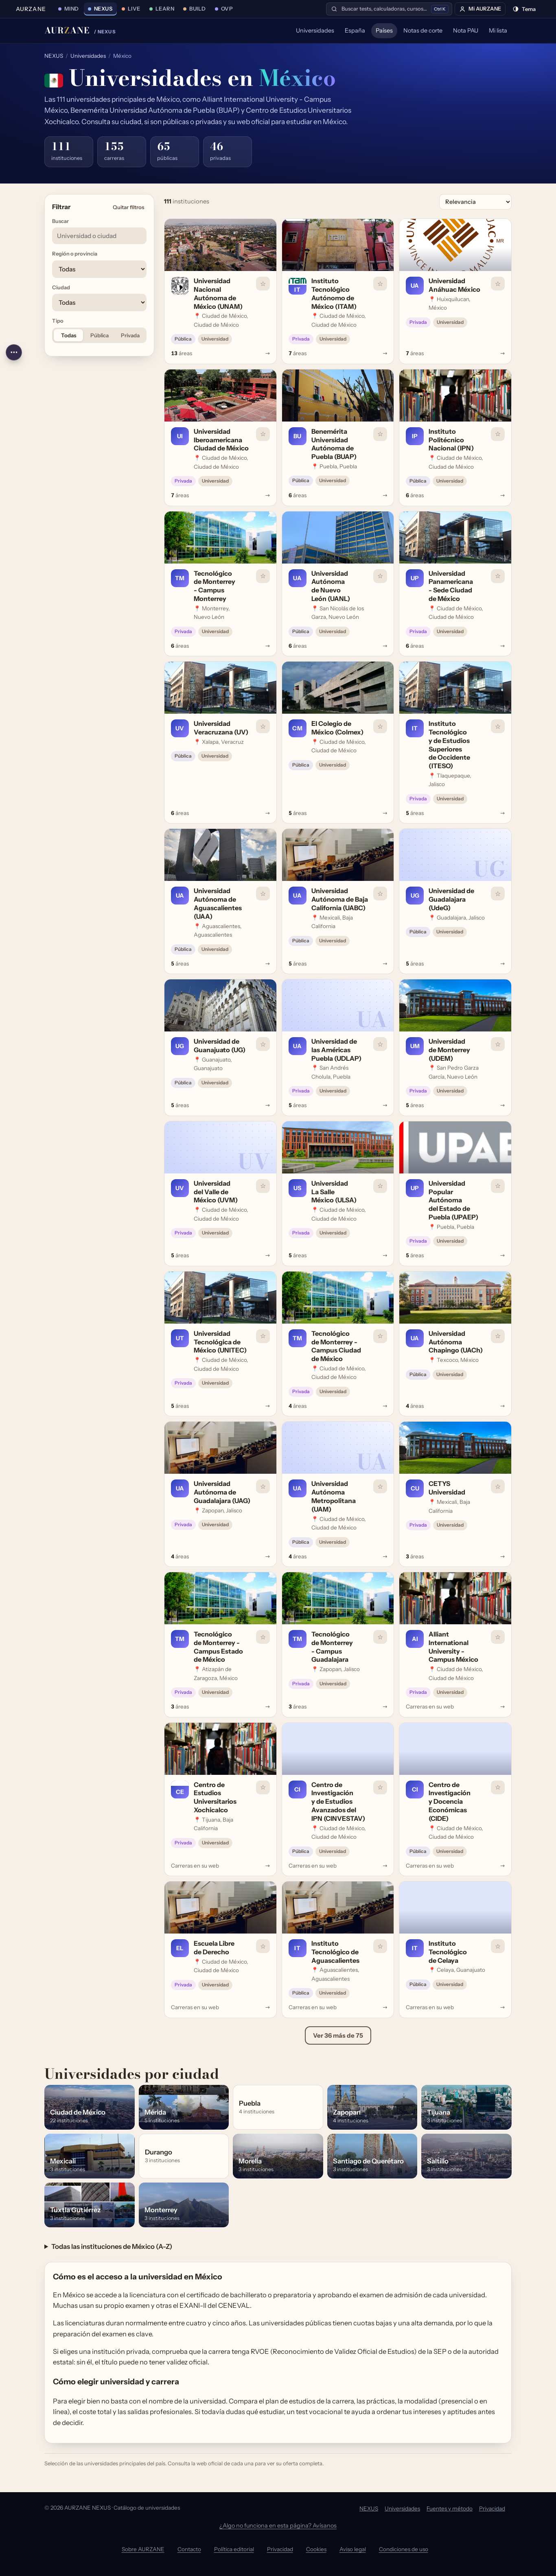 AURZANE
MIND
NEXUS
LIVE
LEARN
BUILD
OVP
Buscar tests, calculadoras, cursos…
Ctrl K
Mi AURZANE
Tema
AURZANE / NEXUS
Universidades
España
Países
Notas de corte
Nota PAU
Mi lista
NEXUS / Universidades / México
Universidades en México
Las 111 universidades principales de México, como Alliant International University - Campus
México, Benemérita Universidad Autónoma de Puebla (BUAP) y Centro de Estudios Universitarios
Xochicalco. Consulta su ciudad, si son públicas o privadas y su web oficial para estudiar en México.
111
instituciones
155
carreras
65
públicas
46
privadas
Filtrar
Quitar filtros
Buscar
Universidad o ciudad
Región o provincia
Todas
Ciudad
Todas
Tipo
Todas
Pública
Privada
111 instituciones
Relevancia
Universidad
Nacional
Autónoma de
México (UNAM)
Ciudad de México,
Ciudad de México
Pública
Universidad
13 áreas →
IT
Instituto
Tecnológico
Autónomo de
México (ITAM)
Ciudad de México,
Ciudad de México
Privada
Universidad
7 áreas →
UA
Universidad
Anáhuac México
Huixquilucan,
México
Privada
Universidad
7 áreas →
UI
Universidad
Iberoamericana
Ciudad de México
Ciudad de México,
Ciudad de México
Privada
Universidad
7 áreas →
BU
Benemérita
Universidad
Autónoma de
Puebla (BUAP)
Puebla, Puebla
Pública
Universidad
6 áreas →
IP
Instituto
Politécnico
Nacional (IPN)
Ciudad de México,
Ciudad de México
Pública
Universidad
6 áreas →
TM
Tecnológico
de Monterrey
- Campus
Monterrey
Monterrey,
Nuevo León
Privada
Universidad
6 áreas →
UA
Universidad
Autónoma
de Nuevo
León (UANL)
San Nicolás de los
Garza, Nuevo León
Pública
Universidad
6 áreas →
UP
Universidad
Panamericana
- Sede Ciudad
de México
Ciudad de México,
Ciudad de México
Privada
Universidad
6 áreas →
UV
Universidad
Veracruzana (UV)
Xalapa, Veracruz
Pública
Universidad
6 áreas →
CM
El Colegio de
México (Colmex)
Ciudad de México,
Ciudad de México
Pública
Universidad
5 áreas →
IT
Instituto
Tecnológico
y de Estudios
Superiores
de Occidente
(ITESO)
Tlaquepaque,
Jalisco
Privada
Universidad
5 áreas →
UA
Universidad
Autónoma de
Aguascalientes
(UAA)
Aguascalientes,
Aguascalientes
Pública
Universidad
5 áreas →
UA
Universidad
Autónoma de Baja
California (UABC)
Mexicali, Baja
California
Pública
Universidad
5 áreas →
UG
UG
Universidad de
Guadalajara
(UdeG)
Guadalajara, Jalisco
Pública
Universidad
5 áreas →
UG
Universidad de
Guanajuato (UG)
Guanajuato,
Guanajuato
Pública
Universidad
5 áreas →
UA
UA
Universidad de
las Américas
Puebla (UDLAP)
San Andrés
Cholula, Puebla
Privada
Universidad
5 áreas →
UM
Universidad
de Monterrey
(UDEM)
San Pedro Garza
García, Nuevo León
Privada
Universidad
5 áreas →
UV
UV
Universidad
del Valle de
México (UVM)
Ciudad de México,
Ciudad de México
Privada
Universidad
5 áreas →
US
Universidad
La Salle
México (ULSA)
Ciudad de México,
Ciudad de México
Privada
Universidad
5 áreas →
UPAEP
UP
Universidad
Popular
Autónoma
del Estado de
Puebla (UPAEP)
Puebla, Puebla
Privada
Universidad
5 áreas →
UT
Universidad
Tecnológica de
México (UNITEC)
Ciudad de México,
Ciudad de México
Privada
Universidad
5 áreas →
TM
Tecnológico
de Monterrey -
Campus Ciudad
de México
Ciudad de México,
Ciudad de México
Privada
Universidad
4 áreas →
UA
Universidad
Autónoma
Chapingo (UACh)
Texcoco, México
Pública
Universidad
4 áreas →
UA
Universidad
Autónoma de
Guadalajara (UAG)
Zapopan, Jalisco
Privada
Universidad
4 áreas →
UA
UA
Universidad
Autónoma
Metropolitana
(UAM)
Ciudad de México,
Ciudad de México
Pública
Universidad
4 áreas →
CU
CETYS
Universidad
Mexicali, Baja
California
Privada
Universidad
3 áreas →
TM
Tecnológico
de Monterrey -
Campus Estado
de México
Atizapán de
Zaragoza, México
Privada
Universidad
3 áreas →
TM
Tecnológico
de Monterrey
- Campus
Guadalajara
Zapopan, Jalisco
Privada
Universidad
3 áreas →
AI
Alliant
International
University -
Campus México
Ciudad de México,
Ciudad de México
Privada
Universidad
Carreras en su web →
CE
Centro de
Estudios
Universitarios
Xochicalco
Tijuana, Baja
California
Privada
Universidad
Carreras en su web →
CI
Centro de
Investigación
y de Estudios
Avanzados del
IPN (CINVESTAV)
Ciudad de México,
Ciudad de México
Pública
Universidad
Carreras en su web →
CI
Centro de
Investigación
y Docencia
Económicas
(CIDE)
Ciudad de México,
Ciudad de México
Pública
Universidad
Carreras en su web →
EL
Escuela Libre
de Derecho
Ciudad de México,
Ciudad de México
Privada
Universidad
Carreras en su web →
IT
Instituto
Tecnológico de
Aguascalientes
Aguascalientes,
Aguascalientes
Pública
Universidad
Carreras en su web →
IT
Instituto
Tecnológico
de Celaya
Celaya, Guanajuato
Pública
Universidad
Carreras en su web →
Ver 36 más de 75
Universidades por ciudad
Ciudad de México
22 instituciones
Mérida
5 instituciones
Puebla
4 instituciones
Zapopan
4 instituciones
Tijuana
3 instituciones
Mexicali
3 instituciones
Durango
3 instituciones
Morelia
3 instituciones
Santiago de Querétaro
3 instituciones
Saltillo
3 instituciones
Tuxtla Gutiérrez
3 instituciones
Monterrey
3 instituciones
Todas las instituciones de México (A-Z)
Cómo es el acceso a la universidad en México
En México se accede a la licenciatura con el certificado de bachillerato o preparatoria y aprobando el examen de admisión de cada universidad.
Muchas usan su propio examen y otras el EXANI-II del CENEVAL.
Las licenciaturas duran normalmente entre cuatro y cinco años. Las universidades públicas tienen cuotas bajas y una alta demanda, por lo que la
preparación del examen es clave.
Si eliges una institución privada, comprueba que la carrera tenga RVOE (Reconocimiento de Validez Oficial de Estudios) de la SEP o de la autoridad
estatal: sin él, el título puede no tener validez oficial.
Cómo elegir universidad y carrera
Para elegir bien no basta con el nombre de la universidad. Compara el plan de estudios de la carrera, las prácticas, la modalidad (presencial o en
línea), el coste total y las salidas profesionales. Si todavía dudas qué estudiar, un test vocacional te ayuda a ordenar tus intereses y aptitudes antes
de decidir.
Selección de las universidades principales del país. Consulta la web oficial de cada una para ver su oferta completa.
© 2026 AURZANE NEXUS · Catálogo de universidades
NEXUS
Universidades
Fuentes y método
Privacidad
¿Algo no funciona en esta página? Avísanos
Sobre AURZANE
Contacto
Política editorial
Privacidad
Cookies
Aviso legal
Condiciones de uso